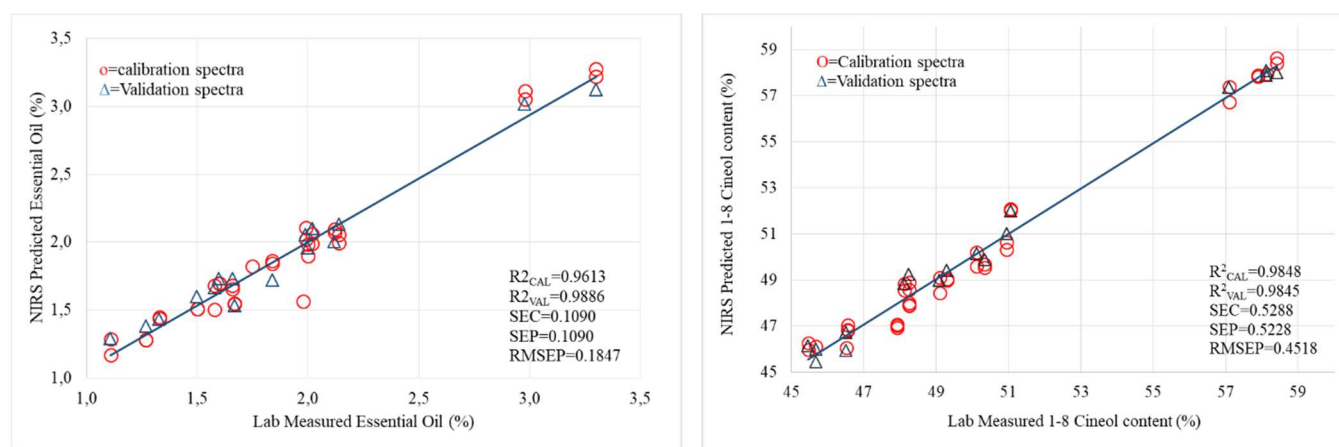 3,5
3,0
2,5
2,0
1,5
1,0
NIRS Predicted Essential Oil (%)
o=calibration spectra
Δ=Validation spectra
R2CAL=0.9613
R2VAL=0.9886
SEC=0.1090
SEP=0.1090
RMSEP=0.1847
1,0 1,5 2,0 2,5 3,0 3,5
Lab Measured Essential Oil (%)
59
57
55
53
51
49
47
45
NIRS Predicted 1-8 Cineol content (%)
O=Calibration spectra
Δ=Validation spectra
R²CAL=0.9848
R²VAL=0.9845
SEC=0.5288
SEP=0.5228
RMSEP=0.4518
45 47 49 51 53 55 57 59
Lab Measured 1-8 Cineol content (%)